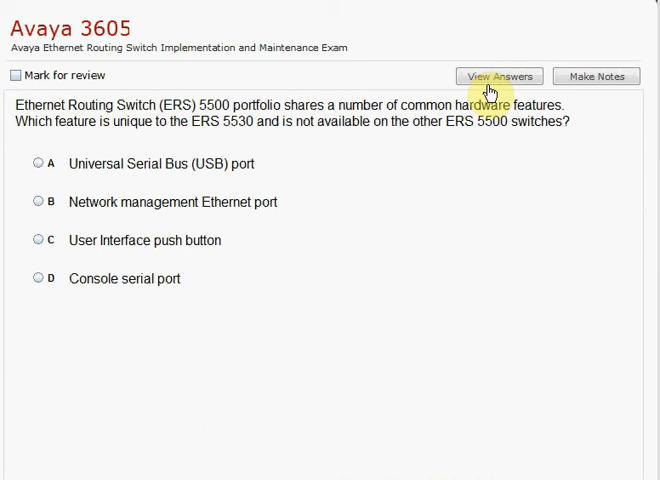 Avaya 3605
Avaya Ethernet Routing Switch Implementation and Maintenance Exam
Mark for review
View Answers
Make Notes
Ethernet Routing Switch (ERS) 5500 portfolio shares a number of common hardware features.
Which feature is unique to the ERS 5530 and is not available on the other ERS 5500 switches?
A Universal Serial Bus (USB) port
B Network management Ethernet port
C User Interface push button
D Console serial port